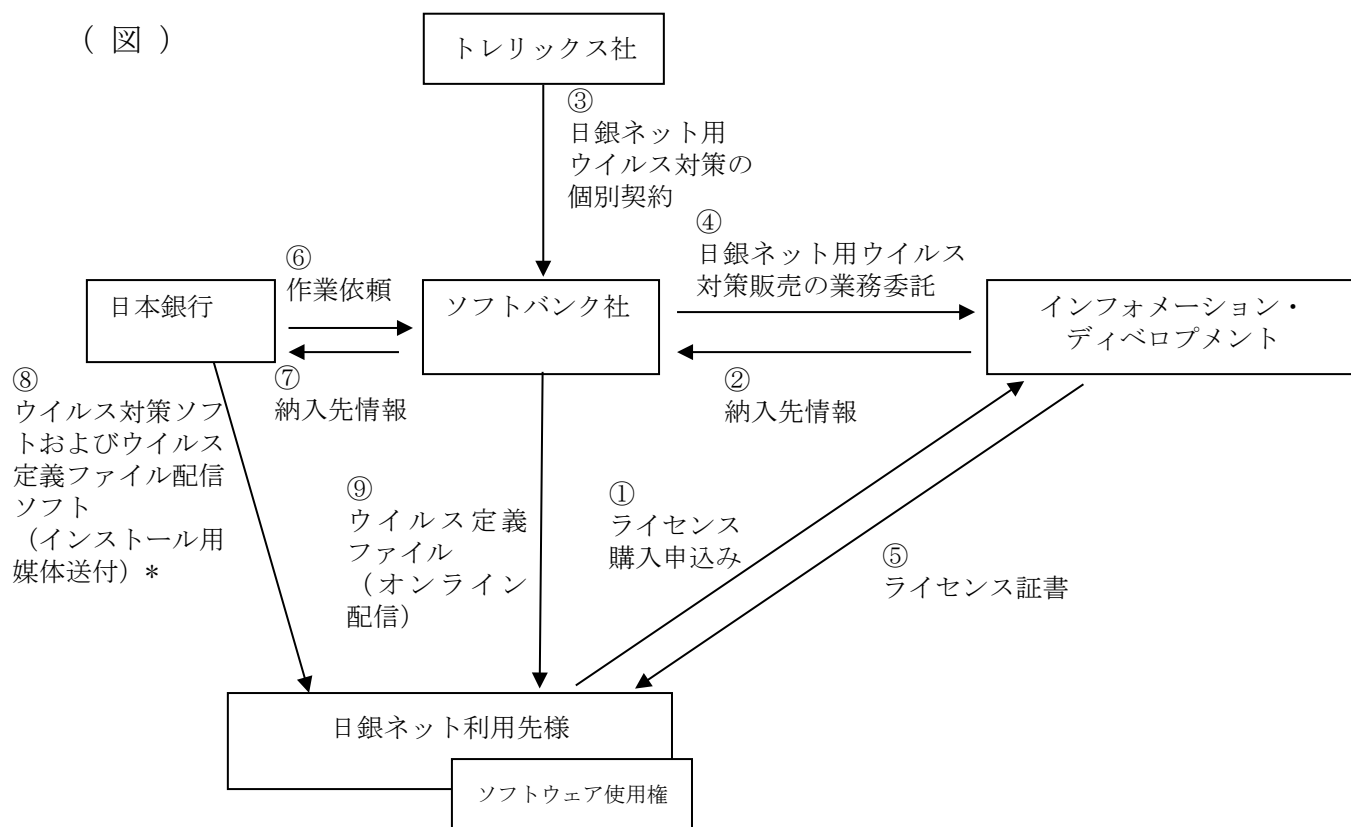 （ 図 ）
トレリックス社
③
日銀ネット用
ウイルス対策の
個別契約
④
日銀ネット用ウイルス
対策販売の業務委託
⑥
作業依頼
日本銀行
ソフトバンク社
インフォメーション・
ディベロプメント
⑦
納入先情報
②
納入先情報
⑧
ウイルス対策ソフ
トおよびウイルス
定義ファイル配信
ソフト
（インストール用
媒体送付）*
⑨
ウイルス定義
ファイル
（オンライン
配信）
①
ライセンス
購入申込み
⑤
ライセンス証書
日銀ネット利用先様
ソフトウェア使用権